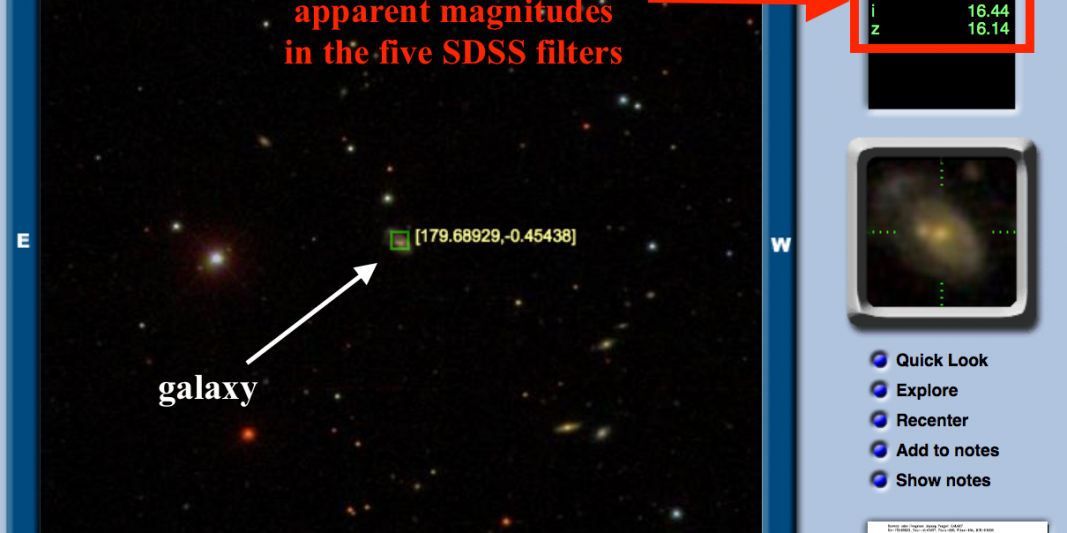 apparent magnitudes
in the five SDSS filters
i 16.44
z 16.14
E
[179.68929,-0.45438]
W
galaxy
Quick Look
Explore
Recenter
Add to notes
Show notes